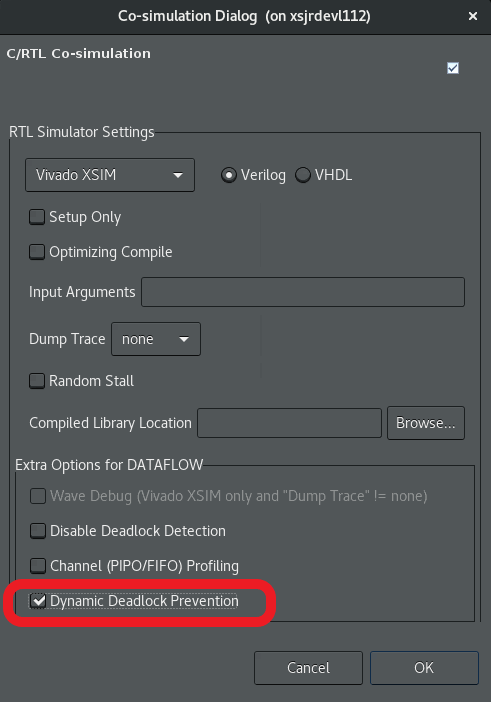 Co-simulation Dialog (on xsjrdevl112)
C/RTL Co-simulation
RTL Simulator Settings
Vivado XSIM Verilog VHDL
Setup Only
Optimizing Compile
Input Arguments
Dump Trace none
Random Stall
Compiled Library Location Browse...
Extra Options for DATAFLOW
Wave Debug (Vivado XSIM only and "Dump Trace" != none)
Disable Deadlock Detection
Channel (PIPO/FIFO) Profiling
Dynamic Deadlock Prevention
Cancel OK